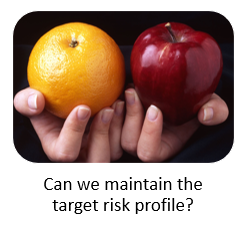 Can we maintain the
target risk profile?